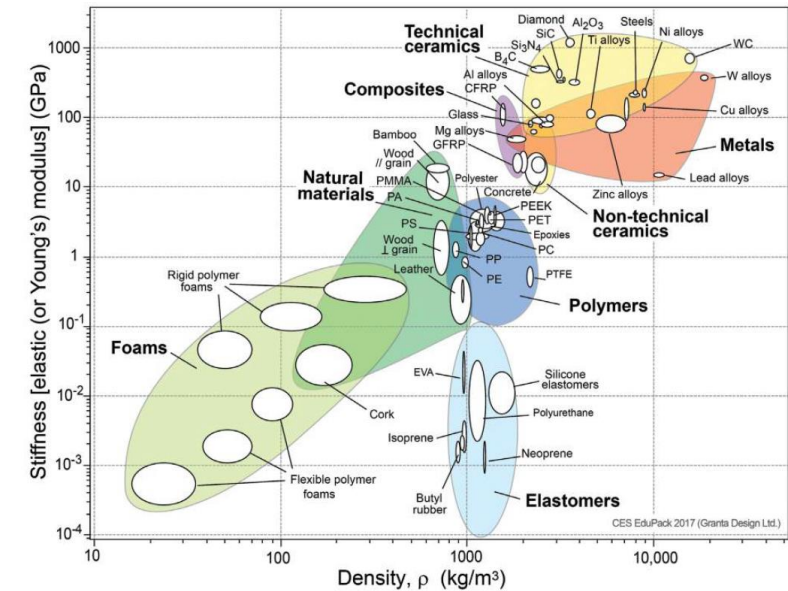 Stiffness [elastic (or Young's) modulus] (GPa)
1000
100
10
1
10⁻¹
10⁻²
10⁻³
10⁻⁴
Technical
ceramics
Diamond
Al₂O₃
Steels
SiC
Ti alloys
Ni alloys
Si₃N₄
WC
B₄C
Al alloys
W alloys
Composites
CFRP
Glass
Cu alloys
Mg alloys
Metals
Bamboo
GFRP
Wood
// grain
Natural
materials
PMMA
Polyester
Lead alloys
PA
Concrete
Zinc alloys
PEEK
Non-technical
ceramics
PS
PET
Epoxies
Wood
⊥ grain
PC
PP
Leather
PE
PTFE
Rigid polymer
foams
Polymers
Foams
EVA
Silicone
elastomers
Cork
Polyurethane
Isoprene
Neoprene
Flexible polymer
foams
Butyl
rubber
Elastomers
CES EduPack 2017 (Granta Design Ltd.)
10
100
1000
10,000
Density, ρ (kg/m³)